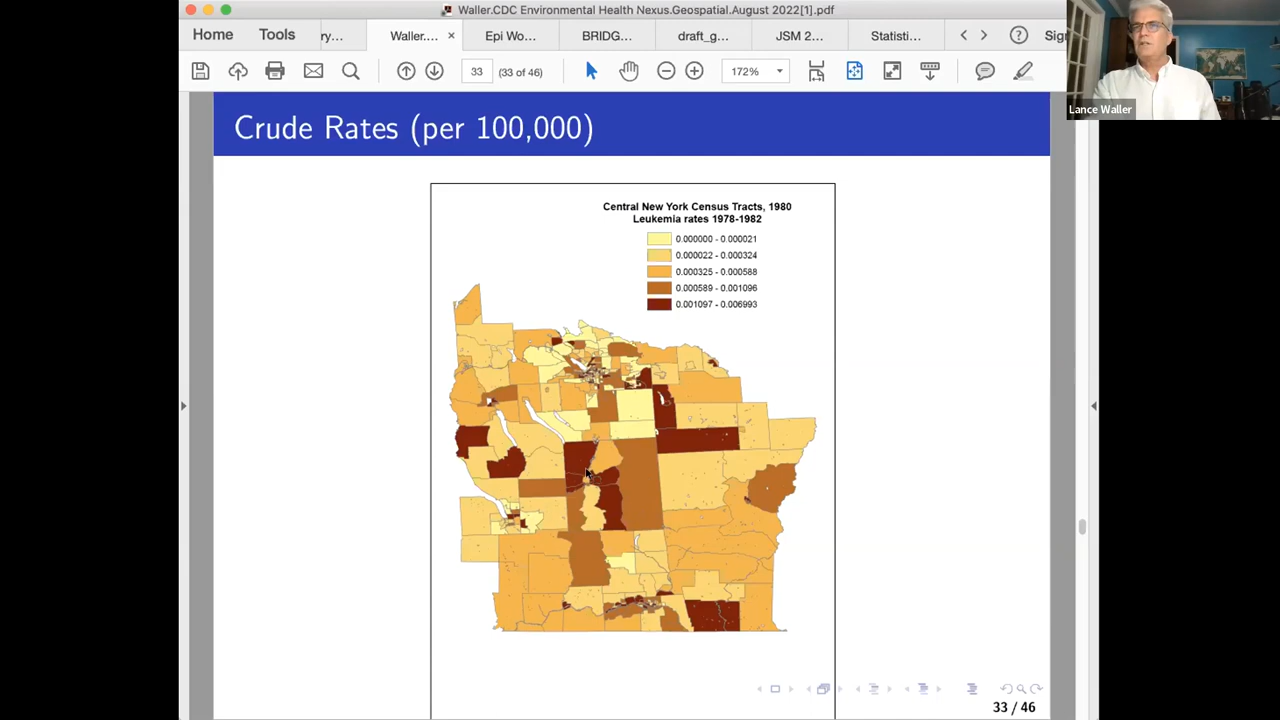 Waller.CDC Environmental Health Nexus.Geospatial.August 2022[1].pdf
Home Tools ry... Waller.... × Epi Wo... BRIDG... draft_g... JSM 2... Statisti... Sign
33 (33 of 46) 172%
Lance Waller
Crude Rates (per 100,000)
Central New York Census Tracts, 1980
Leukemia rates 1978-1982
0.000000 - 0.000021
0.000022 - 0.000324
0.000325 - 0.000588
0.000589 - 0.001096
0.001097 - 0.006993
33 / 46